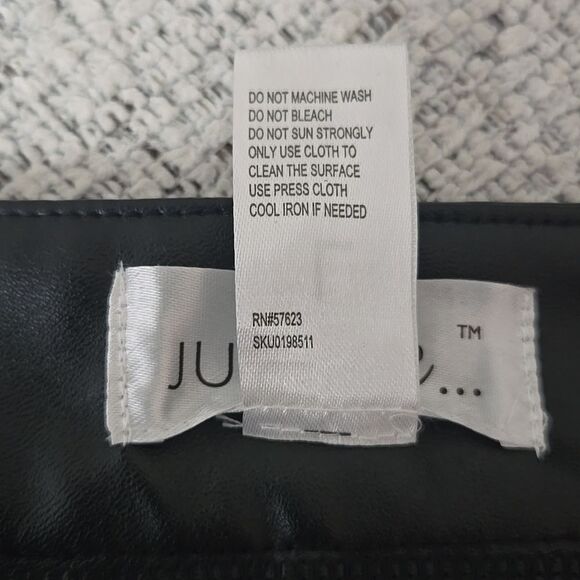 DO NOT MACHINE WASH
DO NOT BLEACH
DO NOT SUN STRONGLY
ONLY USE CLOTH TO
CLEAN THE SURFACE
USE PRESS CLOTH
COOL IRON IF NEEDED
RN#57623
SKU0198511
™